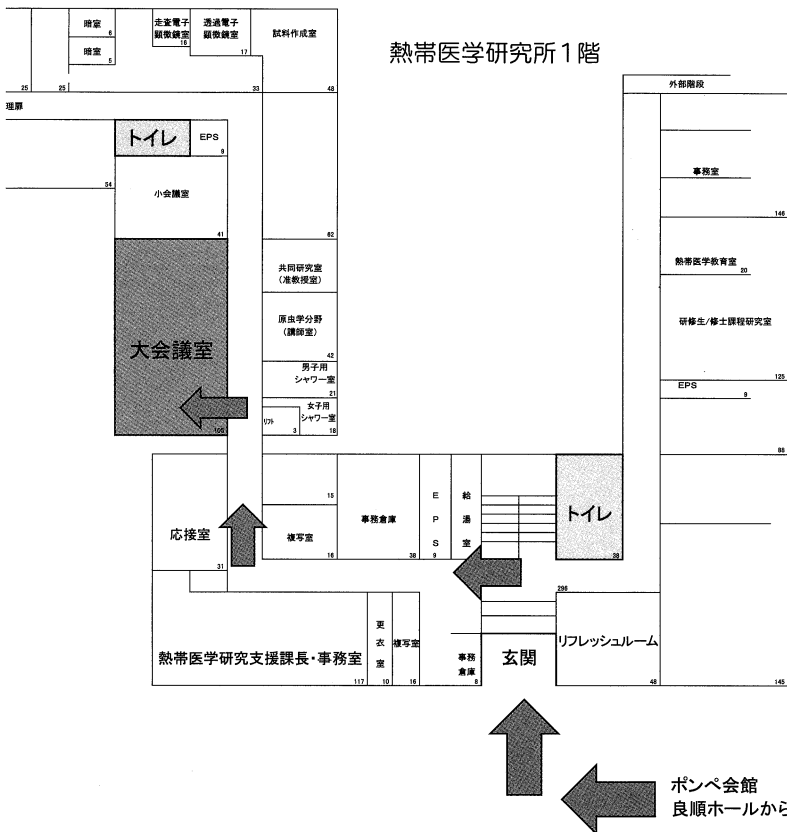 熱帯医学研究所1階
暗室
6
暗室
5
走査電子
顕微鏡室
16
透過電子
顕微鏡室
17
試料作成室
25
25
33
48
理扉
トイレ
EPS
9
54
小会議室
41
62
共同研究室
(准教授室)
原虫学分野
(講師室)
42
大会議室
105
男子用
シャワー室
21
リフト
3
女子用
シャワー室
18
外部階段
事務室
146
熱帯医学教育室
20
研修生/修士課程研究室
125
EPS
9
88
応接室
31
15
複写室
16
事務倉庫
38
EPS
9
給湯室
トイレ
38
296
熱帯医学研究支援課長・事務室
117
更衣室
10
複写室
16
事務
倉庫
8
玄関
リフレッシュルーム
48
145
ポンペ会館
良順ホールから